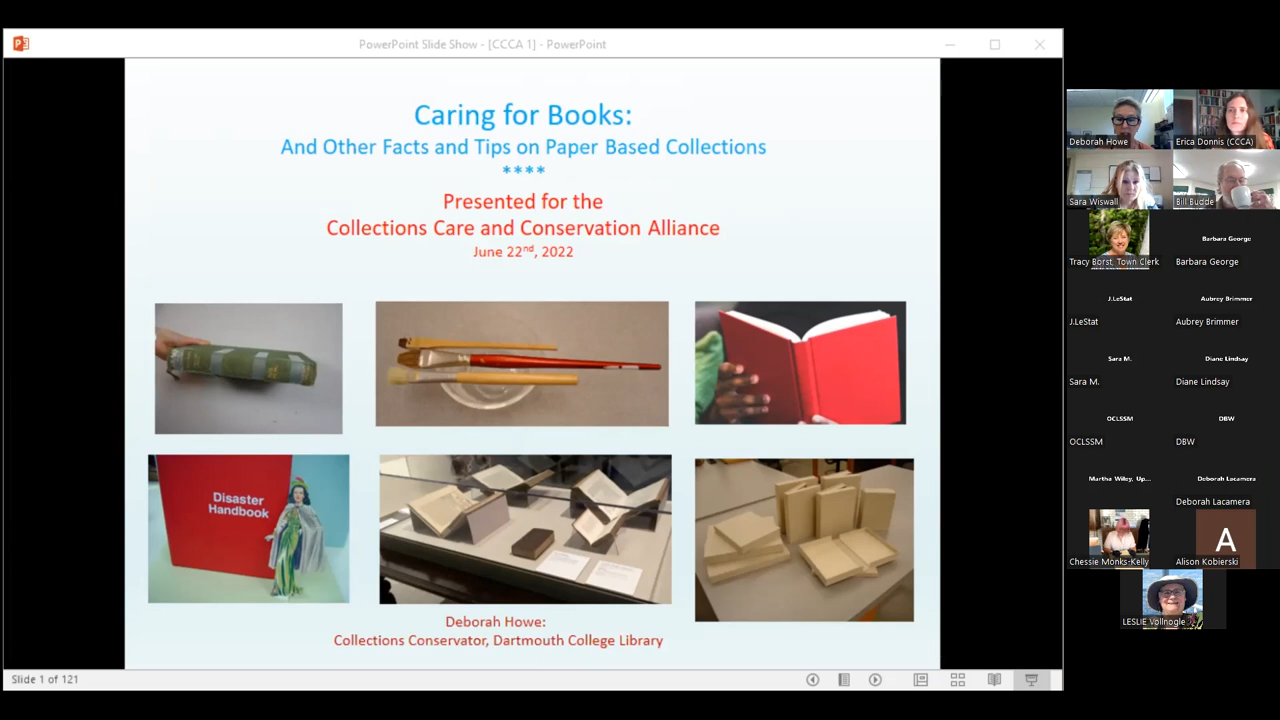 PowerPoint Slide Show - [CCCA 1] - PowerPoint
Caring for Books:
And Other Facts and Tips on Paper Based Collections
****
Presented for the
Collections Care and Conservation Alliance
June 22nd, 2022
Disaster
Handbook
Deborah Howe:
Collections Conservator, Dartmouth College Library
Slide 1 of 121
Deborah Howe
Erica Donnis (CCCA)
Sara Wiswall
Bill Budde
Tracy Borst, Town Clerk
Barbara George
Barbara George
J.LeStat
J.LeStat
Aubrey Brimmer
Aubrey Brimmer
Sara M.
Sara M.
Diane Lindsay
Diane Lindsay
OCLSSM
OCLSSM
DBW
DBW
Martha Wiley, Up...
Deborah Lacamera
Deborah Lacamera
Chessie Monks-Kelly
A
Alison Kobierski
LESLIE Vollnogle